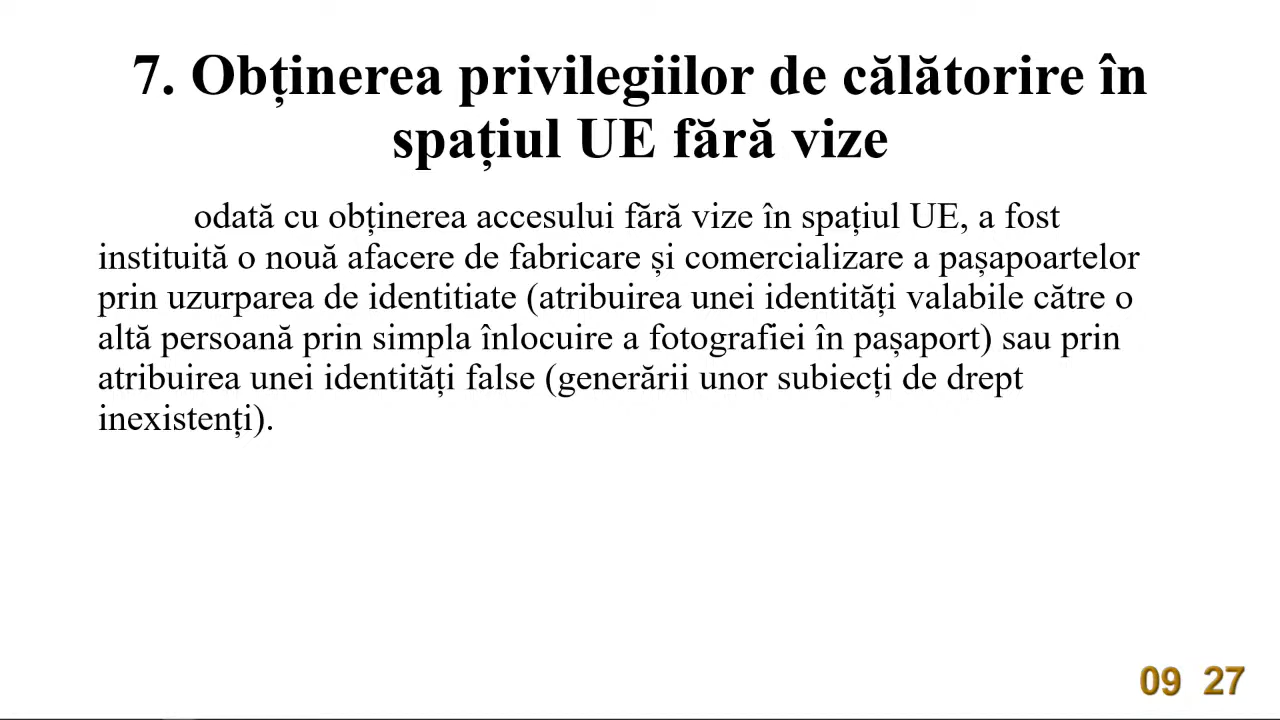 7. Obținerea privilegiilor de călătorire în
spațiul UE fără vize
odată cu obținerea accesului fără vize în spațiul UE, a fost
instituită o nouă afacere de fabricare și comercializare a pașapoartelor
prin uzurparea de identitiate (atribuirea unei identități valabile către o
altă persoană prin simpla înlocuire a fotografiei în pașaport) sau prin
atribuirea unei identități false (generării unor subiecți de drept
inexistenți).
09 27